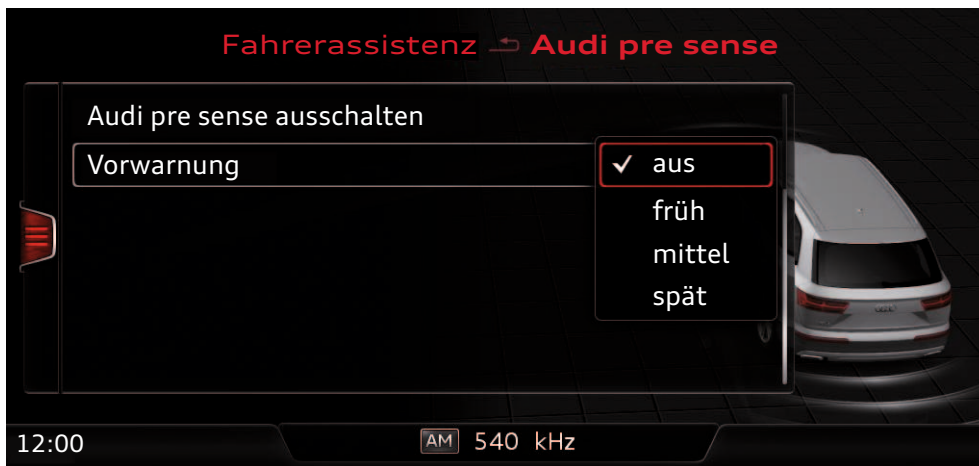 Fahrerassistenz Audi pre sense
Audi pre sense ausschalten
Vorwarnung
✓ aus
früh
mittel
spät
12:00 AM 540 kHz